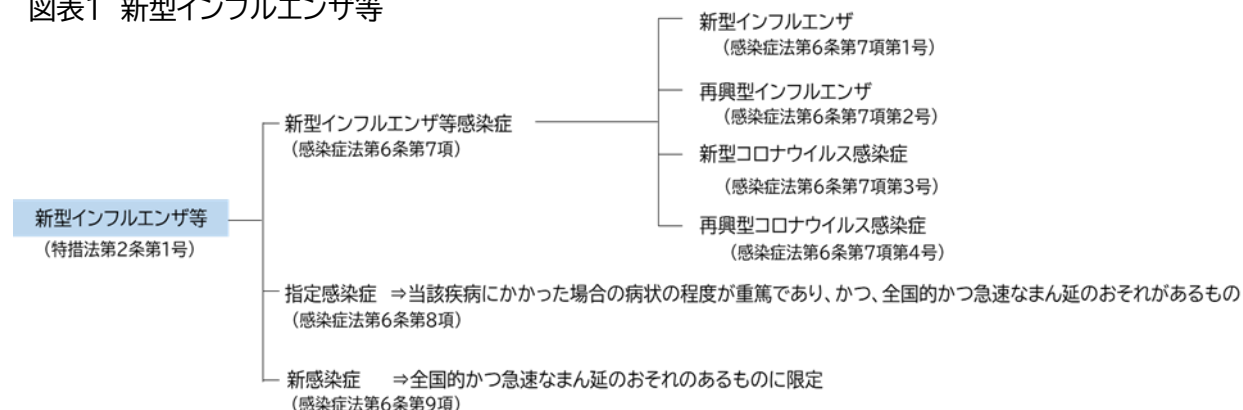 図表1 新型インフルエンザ等
新型インフルエンザ
（感染症法第6条第7項第1号）
再興型インフルエンザ
（感染症法第6条第7項第2号）
新型インフルエンザ等感染症
（感染症法第6条第7項）
新型コロナウイルス感染症
（感染症法第6条第7項第3号）
再興型コロナウイルス感染症
（感染症法第6条第7項第4号）
新型インフルエンザ等
（特措法第2条第1号）
指定感染症 ⇒当該疾病にかかった場合の病状の程度が重篤であり、かつ、全国的かつ急速なまん延のおそれがあるもの
（感染症法第6条第8項）
新感染症 ⇒全国的かつ急速なまん延のおそれのあるものに限定
（感染症法第6条第9項）